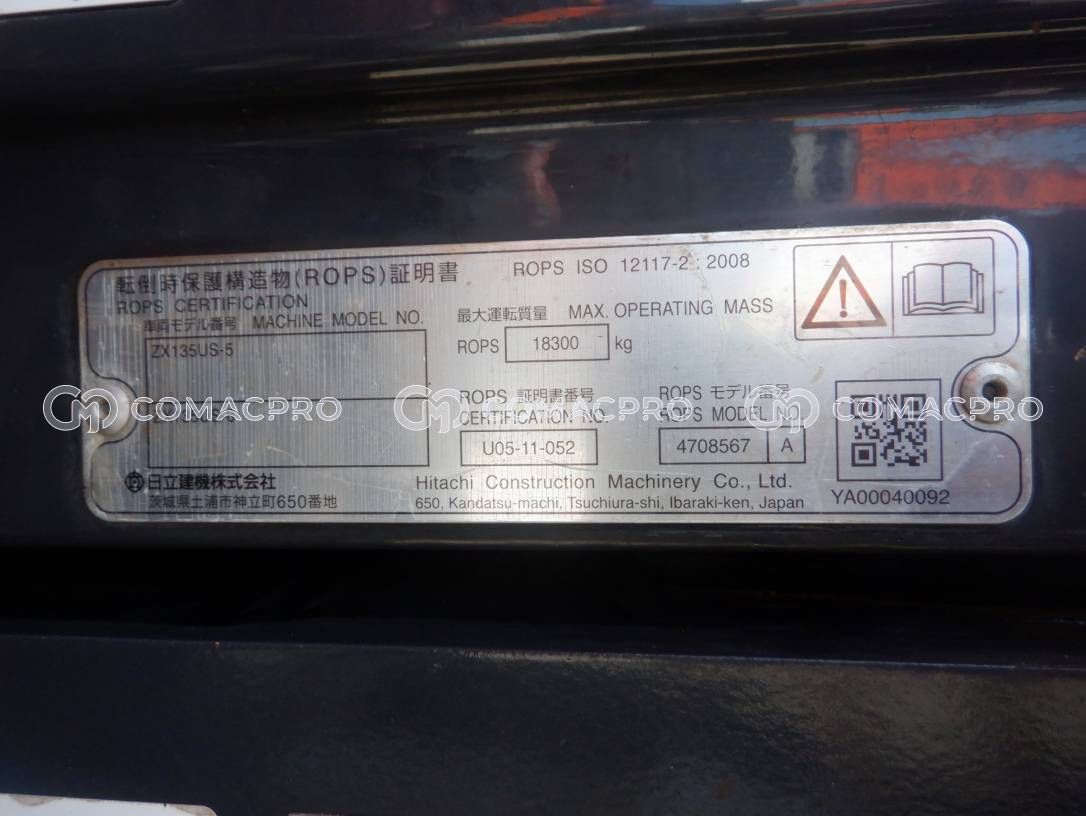 転倒時保護構造物(ROPS)証明書
ROPS CERTIFICATION
ROPS ISO 12117-2 : 2008
車両モデル番号 MACHINE MODEL NO.
ZX135US-5
最大運転質量 MAX. OPERATING MASS
ROPS 18300 kg
ROPS 証明書番号
CERTIFICATION NO.
U05-11-052
ROPS モデル番号
ROPS MODEL NO.
4708567 A
日立建機株式会社
茨城県土浦市神立町650番地
Hitachi Construction Machinery Co., Ltd.
650, Kandatsu-machi, Tsuchiura-shi, Ibaraki-ken, Japan
YA00040092
COMACPRO COMACPRO COMACPRO